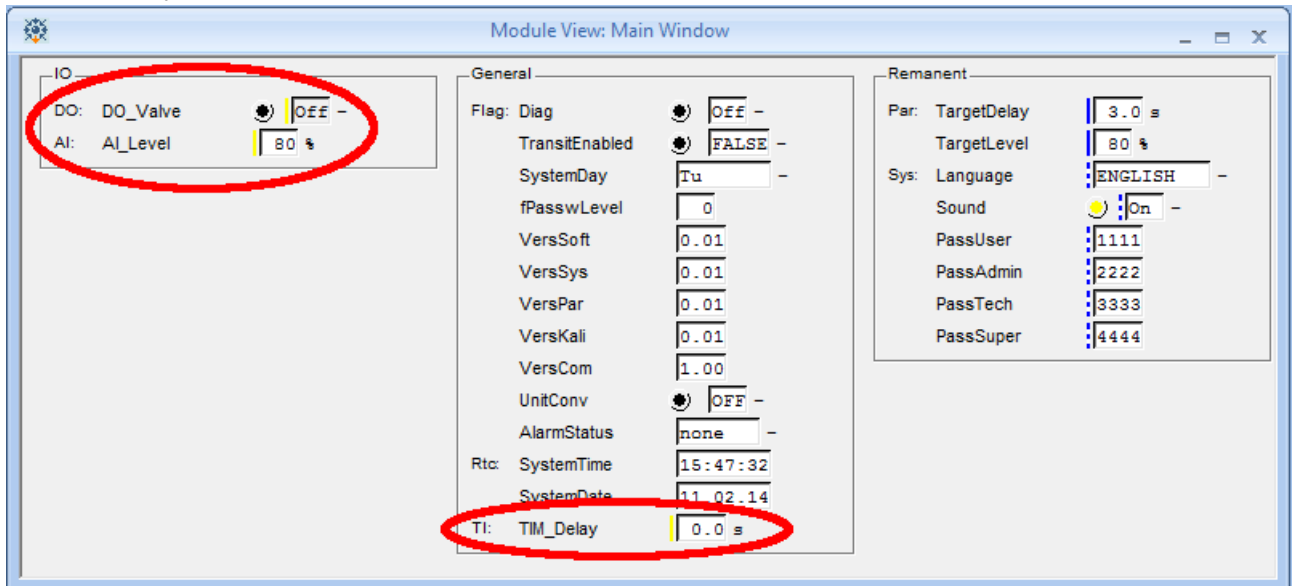 Module View: Main Window
IO
DO: DO_Valve Off –
AI: AI_Level 80 %
General
Flag: Diag Off –
TransitEnabled FALSE –
SystemDay Tu –
fPasswLevel 0
VersSoft 0.01
VersSys 0.01
VersPar 0.01
VersKali 0.01
VersCom 1.00
UnitConv OFF –
AlarmStatus none –
Rtc: SystemTime 15:47:32
SystemDate 11.02.14
TI: TIM_Delay 0.0 s
Remanent
Par: TargetDelay 3.0 s
TargetLevel 80 %
Sys: Language ENGLISH –
Sound On –
PassUser 1111
PassAdmin 2222
PassTech 3333
PassSuper 4444